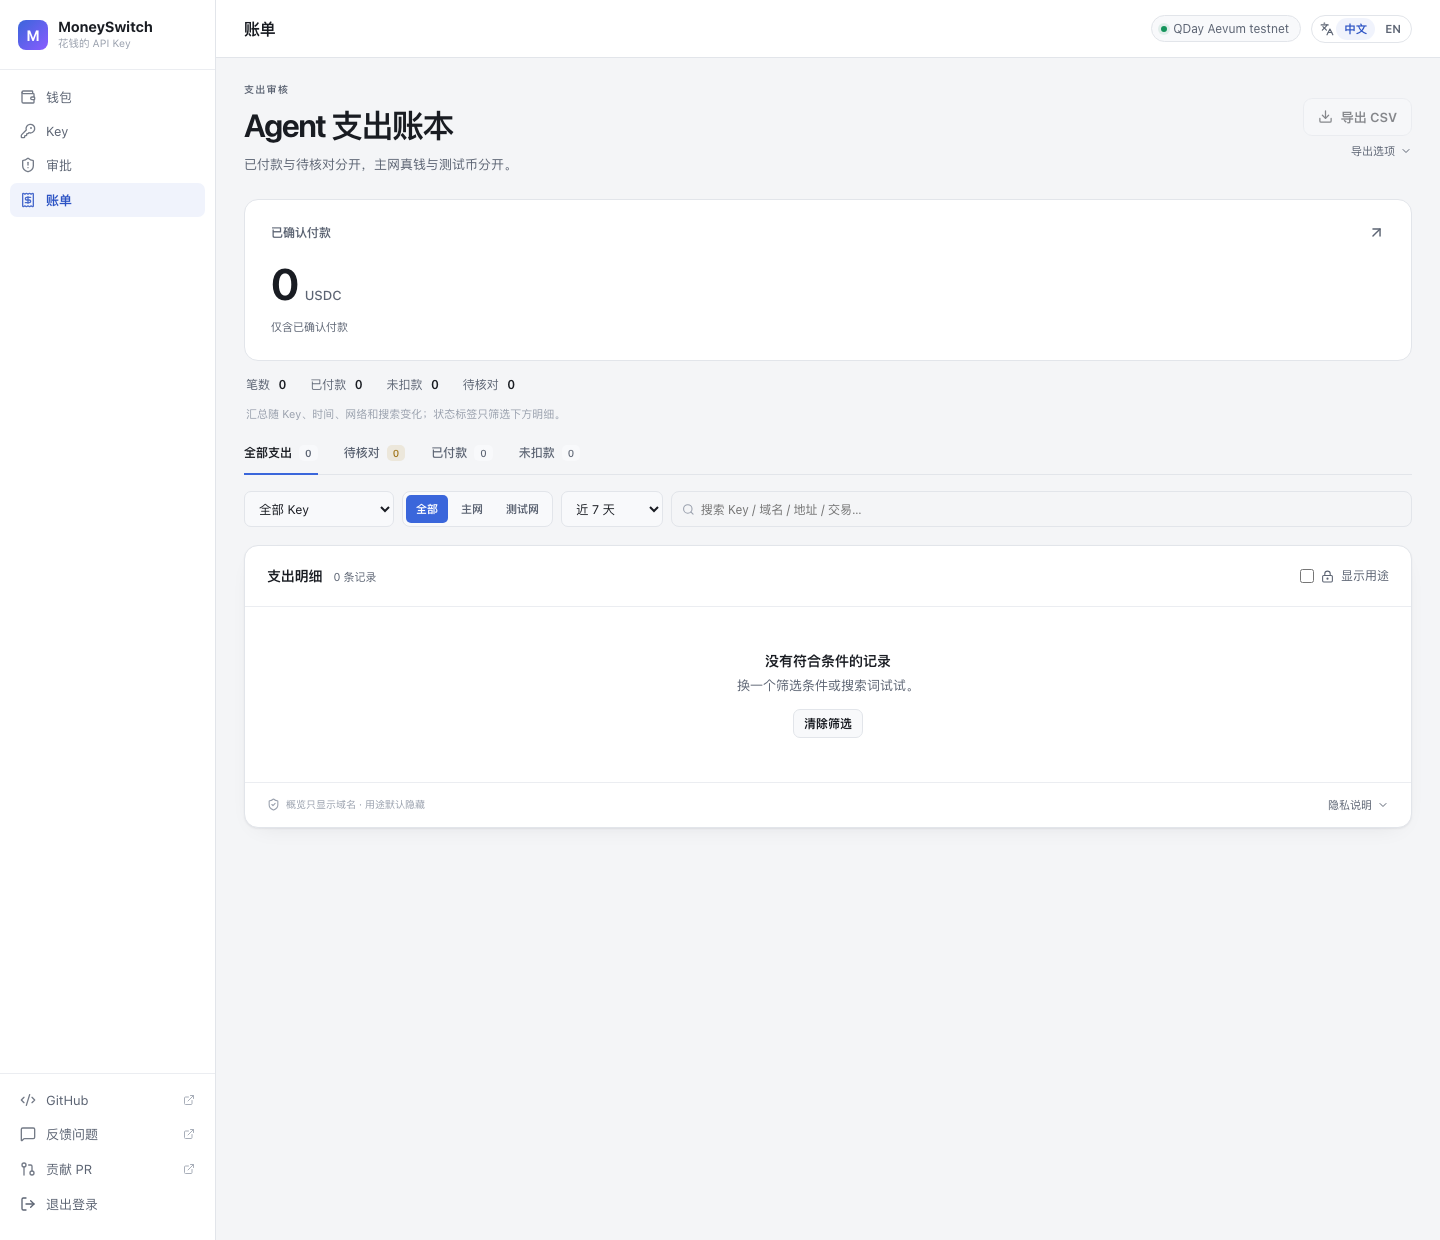 M
MoneySwitch
花钱的 API Key
钱包
Key
审批
账单
账单
QDay Aevum testnet
中文
EN
支出审核
Agent 支出账本
已付款与待核对分开，主网真钱与测试币分开。
导出 CSV
导出选项
已确认付款
0 USDC
仅含已确认付款
笔数 0 已付款 0 未扣款 0 待核对 0
汇总随 Key、时间、网络和搜索变化；状态标签只筛选下方明细。
全部支出 0 待核对 0 已付款 0 未扣款 0
全部 Key 全部 主网 测试网 近 7 天 搜索 Key / 域名 / 地址 / 交易...
支出明细 0 条记录
显示用途
没有符合条件的记录
换一个筛选条件或搜索词试试。
清除筛选
概览只显示域名 · 用途默认隐藏
隐私说明
GitHub
反馈问题
贡献 PR
退出登录